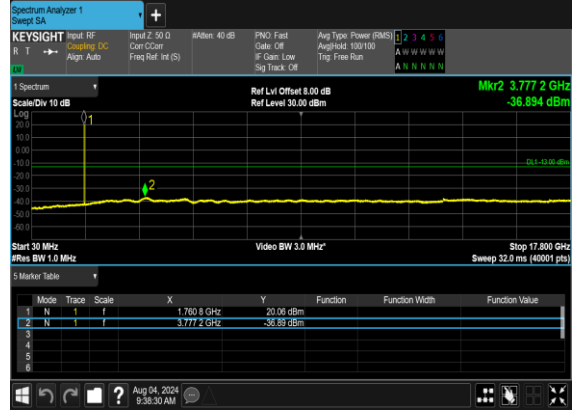 Spectrum Analyzer 1
Swept SA
+
KEYSIGHT Input: RF Input Z: 50 Ω #Atten: 40 dB PNO: Fast Avg Type: Power (RMS) 1 2 3 4 5 6
R T Coupling: DC Corr CCorr Gate: Off Avg|Hold: 100/100 A W W W W W
Align: Auto Freq Ref: Int (S) IF Gain: Low Trig: Free Run
Sig Track: Off A N N N N N
1 Spectrum Ref Lvl Offset 8.00 dB Mkr2 3.777 2 GHz
Scale/Div 10 dB Ref Level 30.00 dBm -36.894 dBm
Log
20.0
10.0
0.00
-10.0
-20.0
-30.0
-40.0
-50.0
-60.0
1
DL1 -13.00 dBm
2
Start 30 MHz Video BW 3.0 MHz* Stop 17.800 GHz
#Res BW 1.0 MHz Sweep 32.0 ms (40001 pts)
5 Marker Table
Mode Trace Scale X Y Function Function Width Function Value
1 N 1 f 1.760 8 GHz 20.06 dBm
2 N 1 f 3.777 2 GHz -36.89 dBm
3
4
5
6
? Aug 04, 2024
9:38:30 AM